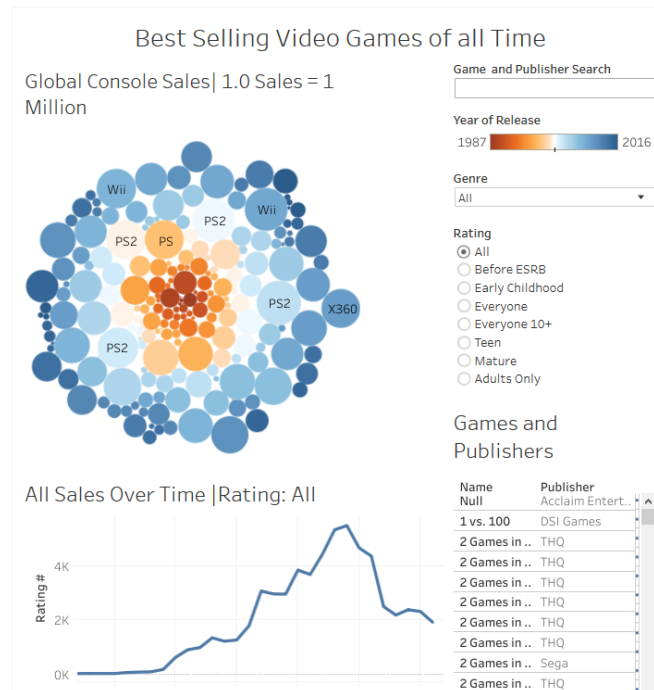 Best Selling Video Games of all Time
Global Console Sales| 1.0 Sales = 1
Million
Wii
PS2
Wii
PS2
PS
PS2
X360
PS2
Game and Publisher Search
Year of Release
1987
2016
Genre
All
Rating
All
Before ESRB
Early Childhood
Everyone
Everyone 10+
Teen
Mature
Adults Only
All Sales Over Time |Rating: All
Rating #
4K
2K
0K
Games and
Publishers
Name Publisher
Null Acclaim Entert..
1 vs. 100 DSI Games
2 Games in .. THQ
2 Games in .. THQ
2 Games in .. THQ
2 Games in .. THQ
2 Games in .. THQ
2 Games in .. THQ
2 Games in .. Sega
2 Games in .. THQ